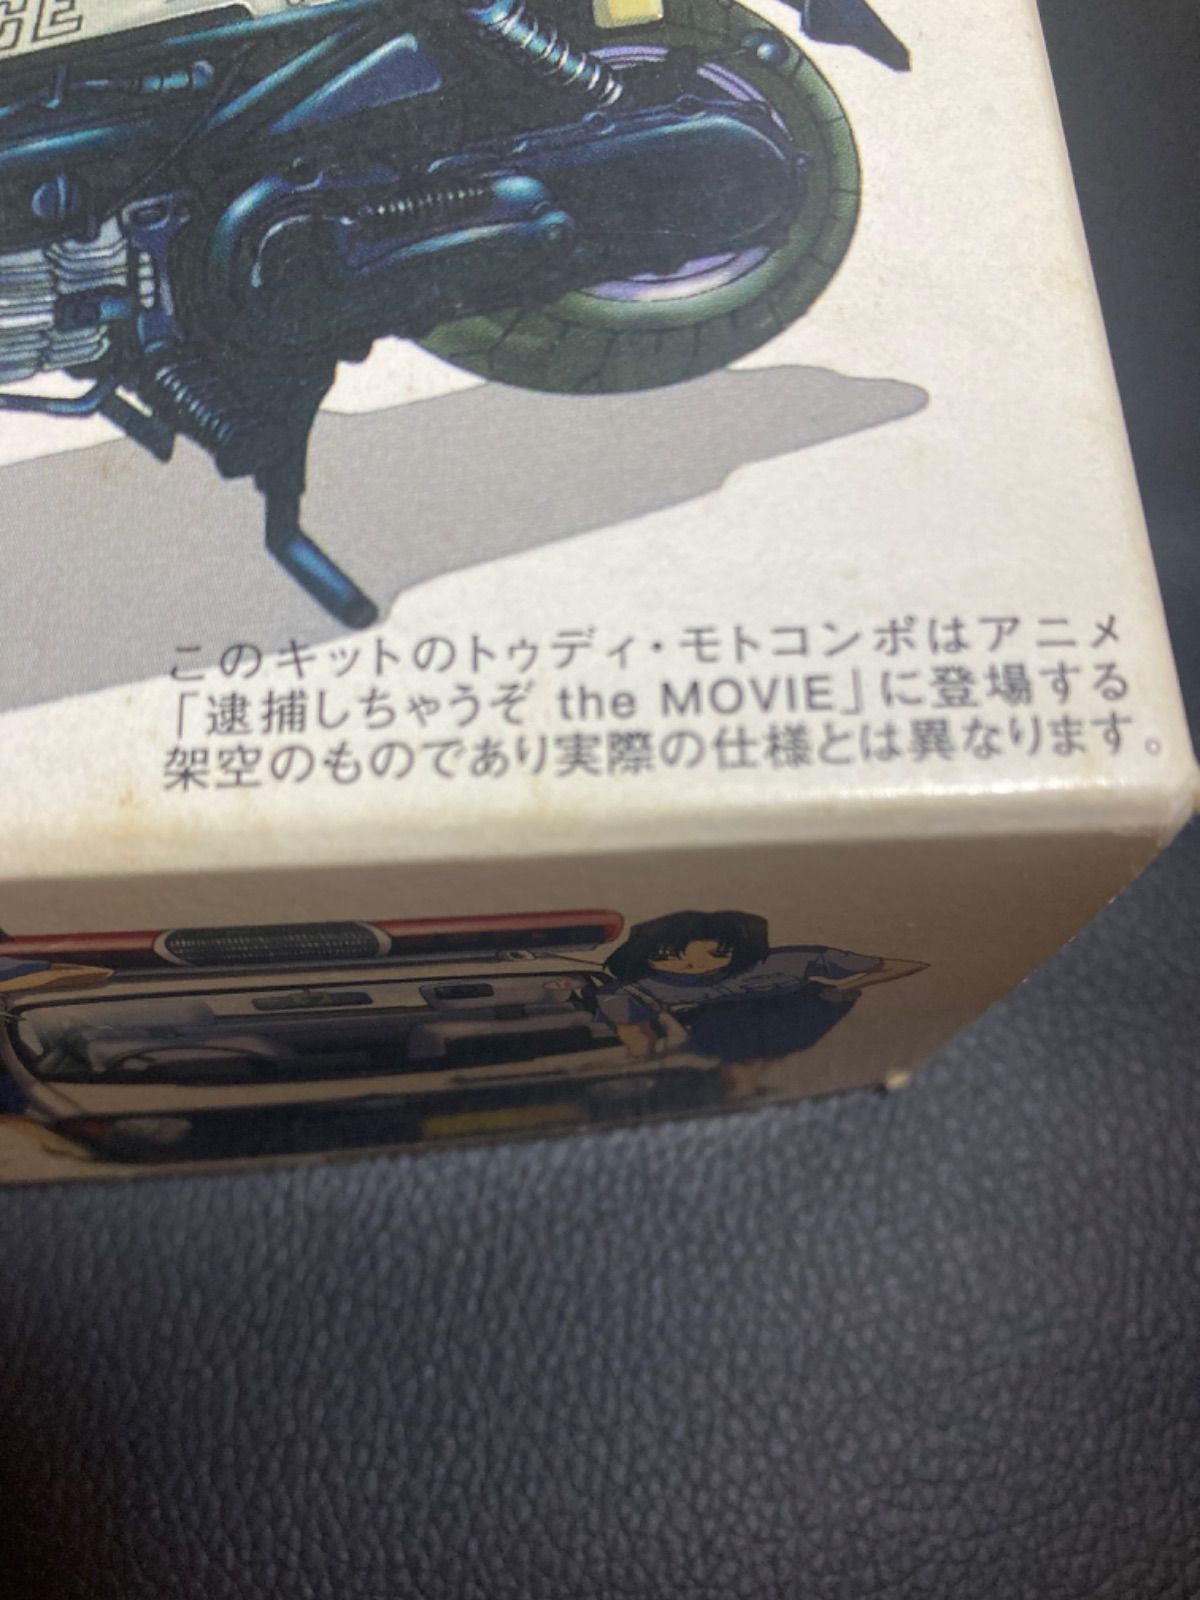 CE
このキットのトゥディ・モトコンポはアニメ
「逮捕しちゃうぞ the MOVIE」に登場する
架空のものであり実際の仕様とは異なります。